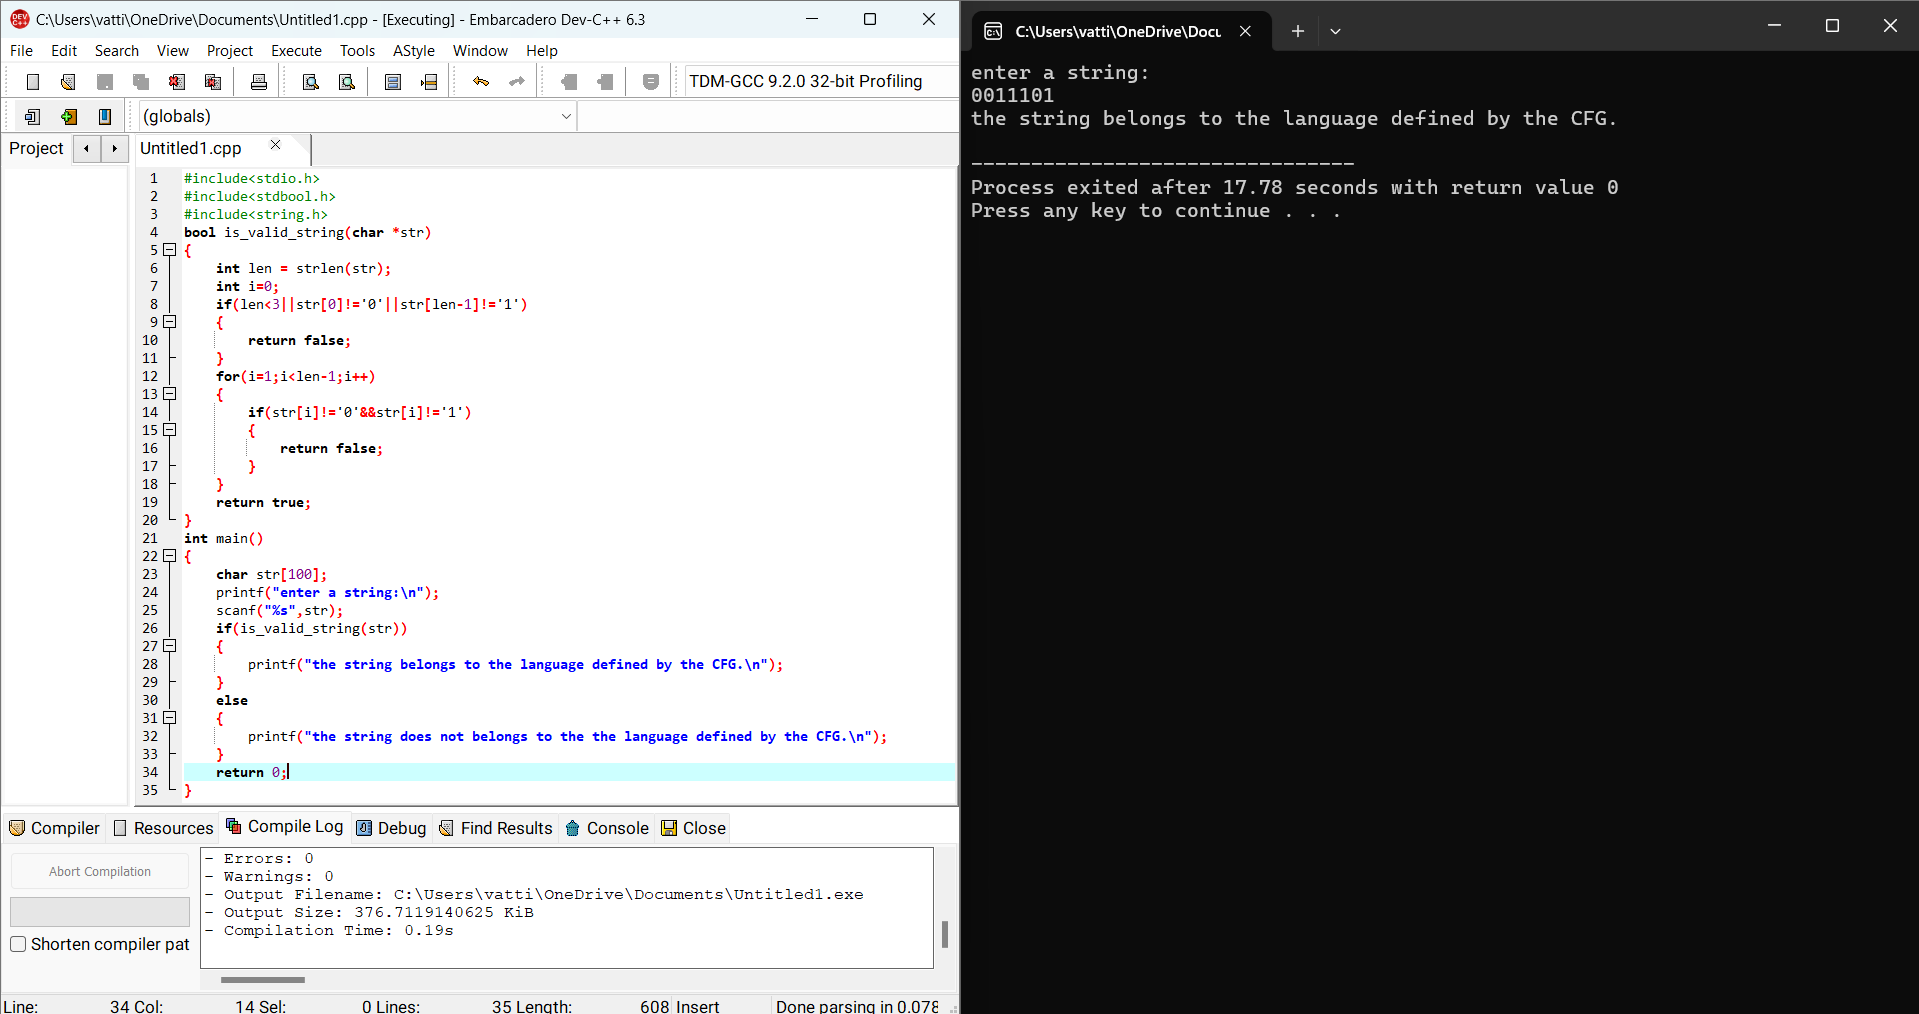 C:\Users\vatti\OneDrive\Documents\Untitled1.cpp - [Executing] - Embarcadero Dev-C++ 6.3
File Edit Search View Project Execute Tools AStyle Window Help
TDM-GCC 9.2.0 32-bit Profiling
(globals)
Project
Untitled1.cpp
1 #include<stdio.h>
2 #include<stdbool.h>
3 #include<string.h>
4 bool is_valid_string(char *str)
5 {
6 int len = strlen(str);
7 int i=0;
8 if(len<3||str[0]!='0'||str[len-1]!='1')
9 {
10 return false;
11 }
12 for(i=1;i<len-1;i++)
13 {
14 if(str[i]!='0'&&str[i]!='1')
15 {
16 return false;
17 }
18 }
19 return true;
20 }
21 int main()
22 {
23 char str[100];
24 printf("enter a string:\n");
25 scanf("%s",str);
26 if(is_valid_string(str))
27 {
28 printf("the string belongs to the language defined by the CFG.\n");
29 }
30 else
31 {
32 printf("the string does not belongs to the the language defined by the CFG.\n");
33 }
34 return 0;
35 }
Compiler Resources Compile Log Debug Find Results Console Close
Abort Compilation
Shorten compiler pat
- Errors: 0
- Warnings: 0
- Output Filename: C:\Users\vatti\OneDrive\Documents\Untitled1.exe
- Output Size: 376.7119140625 KiB
- Compilation Time: 0.19s
Line: 34 Col: 14 Sel: 0 Lines: 35 Length: 608 Insert Done parsing in 0.078
C:\Users\vatti\OneDrive\Docu
enter a string:
0011101
the string belongs to the language defined by the CFG.
--------------------------------
Process exited after 17.78 seconds with return value 0
Press any key to continue . . .